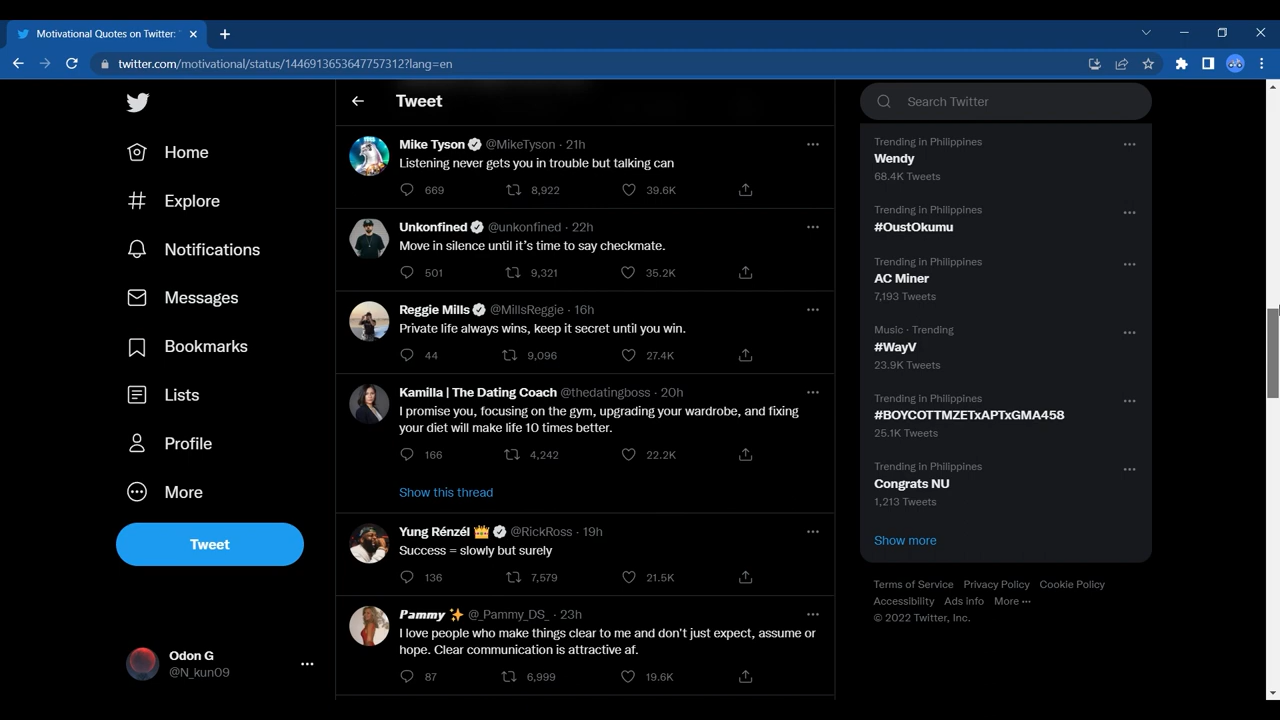 Motivational Quotes on Twitter:
twitter.com/motivational/status/1446913653647757312?lang=en
Home
Explore
Notifications
Messages
Bookmarks
Lists
Profile
More
Tweet
Odon G
@N_kun09
Tweet
Mike Tyson @MikeTyson · 21h
Listening never gets you in trouble but talking can
669 8,922 39.6K
Unkonfined @unkonfined · 22h
Move in silence until it’s time to say checkmate.
501 9,321 35.2K
Reggie Mills @MillsReggie · 16h
Private life always wins, keep it secret until you win.
44 9,096 27.4K
Kamilla | The Dating Coach @thedatingboss · 20h
I promise you, focusing on the gym, upgrading your wardrobe, and fixing
your diet will make life 10 times better.
166 4,242 22.2K
Show this thread
Yung Rénzél 👑 @RickRoss · 19h
Success = slowly but surely
136 7,579 21.5K
Pammy ✨ @_Pammy_DS_ · 23h
I love people who make things clear to me and don’t just expect, assume or
hope. Clear communication is attractive af.
87 6,999 19.6K
Search Twitter
Trending in Philippines
Wendy
68.4K Tweets
Trending in Philippines
#OustOkumu
Trending in Philippines
AC Miner
7,193 Tweets
Music · Trending
#WayV
23.9K Tweets
Trending in Philippines
#BOYCOTTMZETxAPTxGMA458
25.1K Tweets
Trending in Philippines
Congrats NU
1,213 Tweets
Show more
Terms of Service Privacy Policy Cookie Policy
Accessibility Ads info More ···
© 2022 Twitter, Inc.